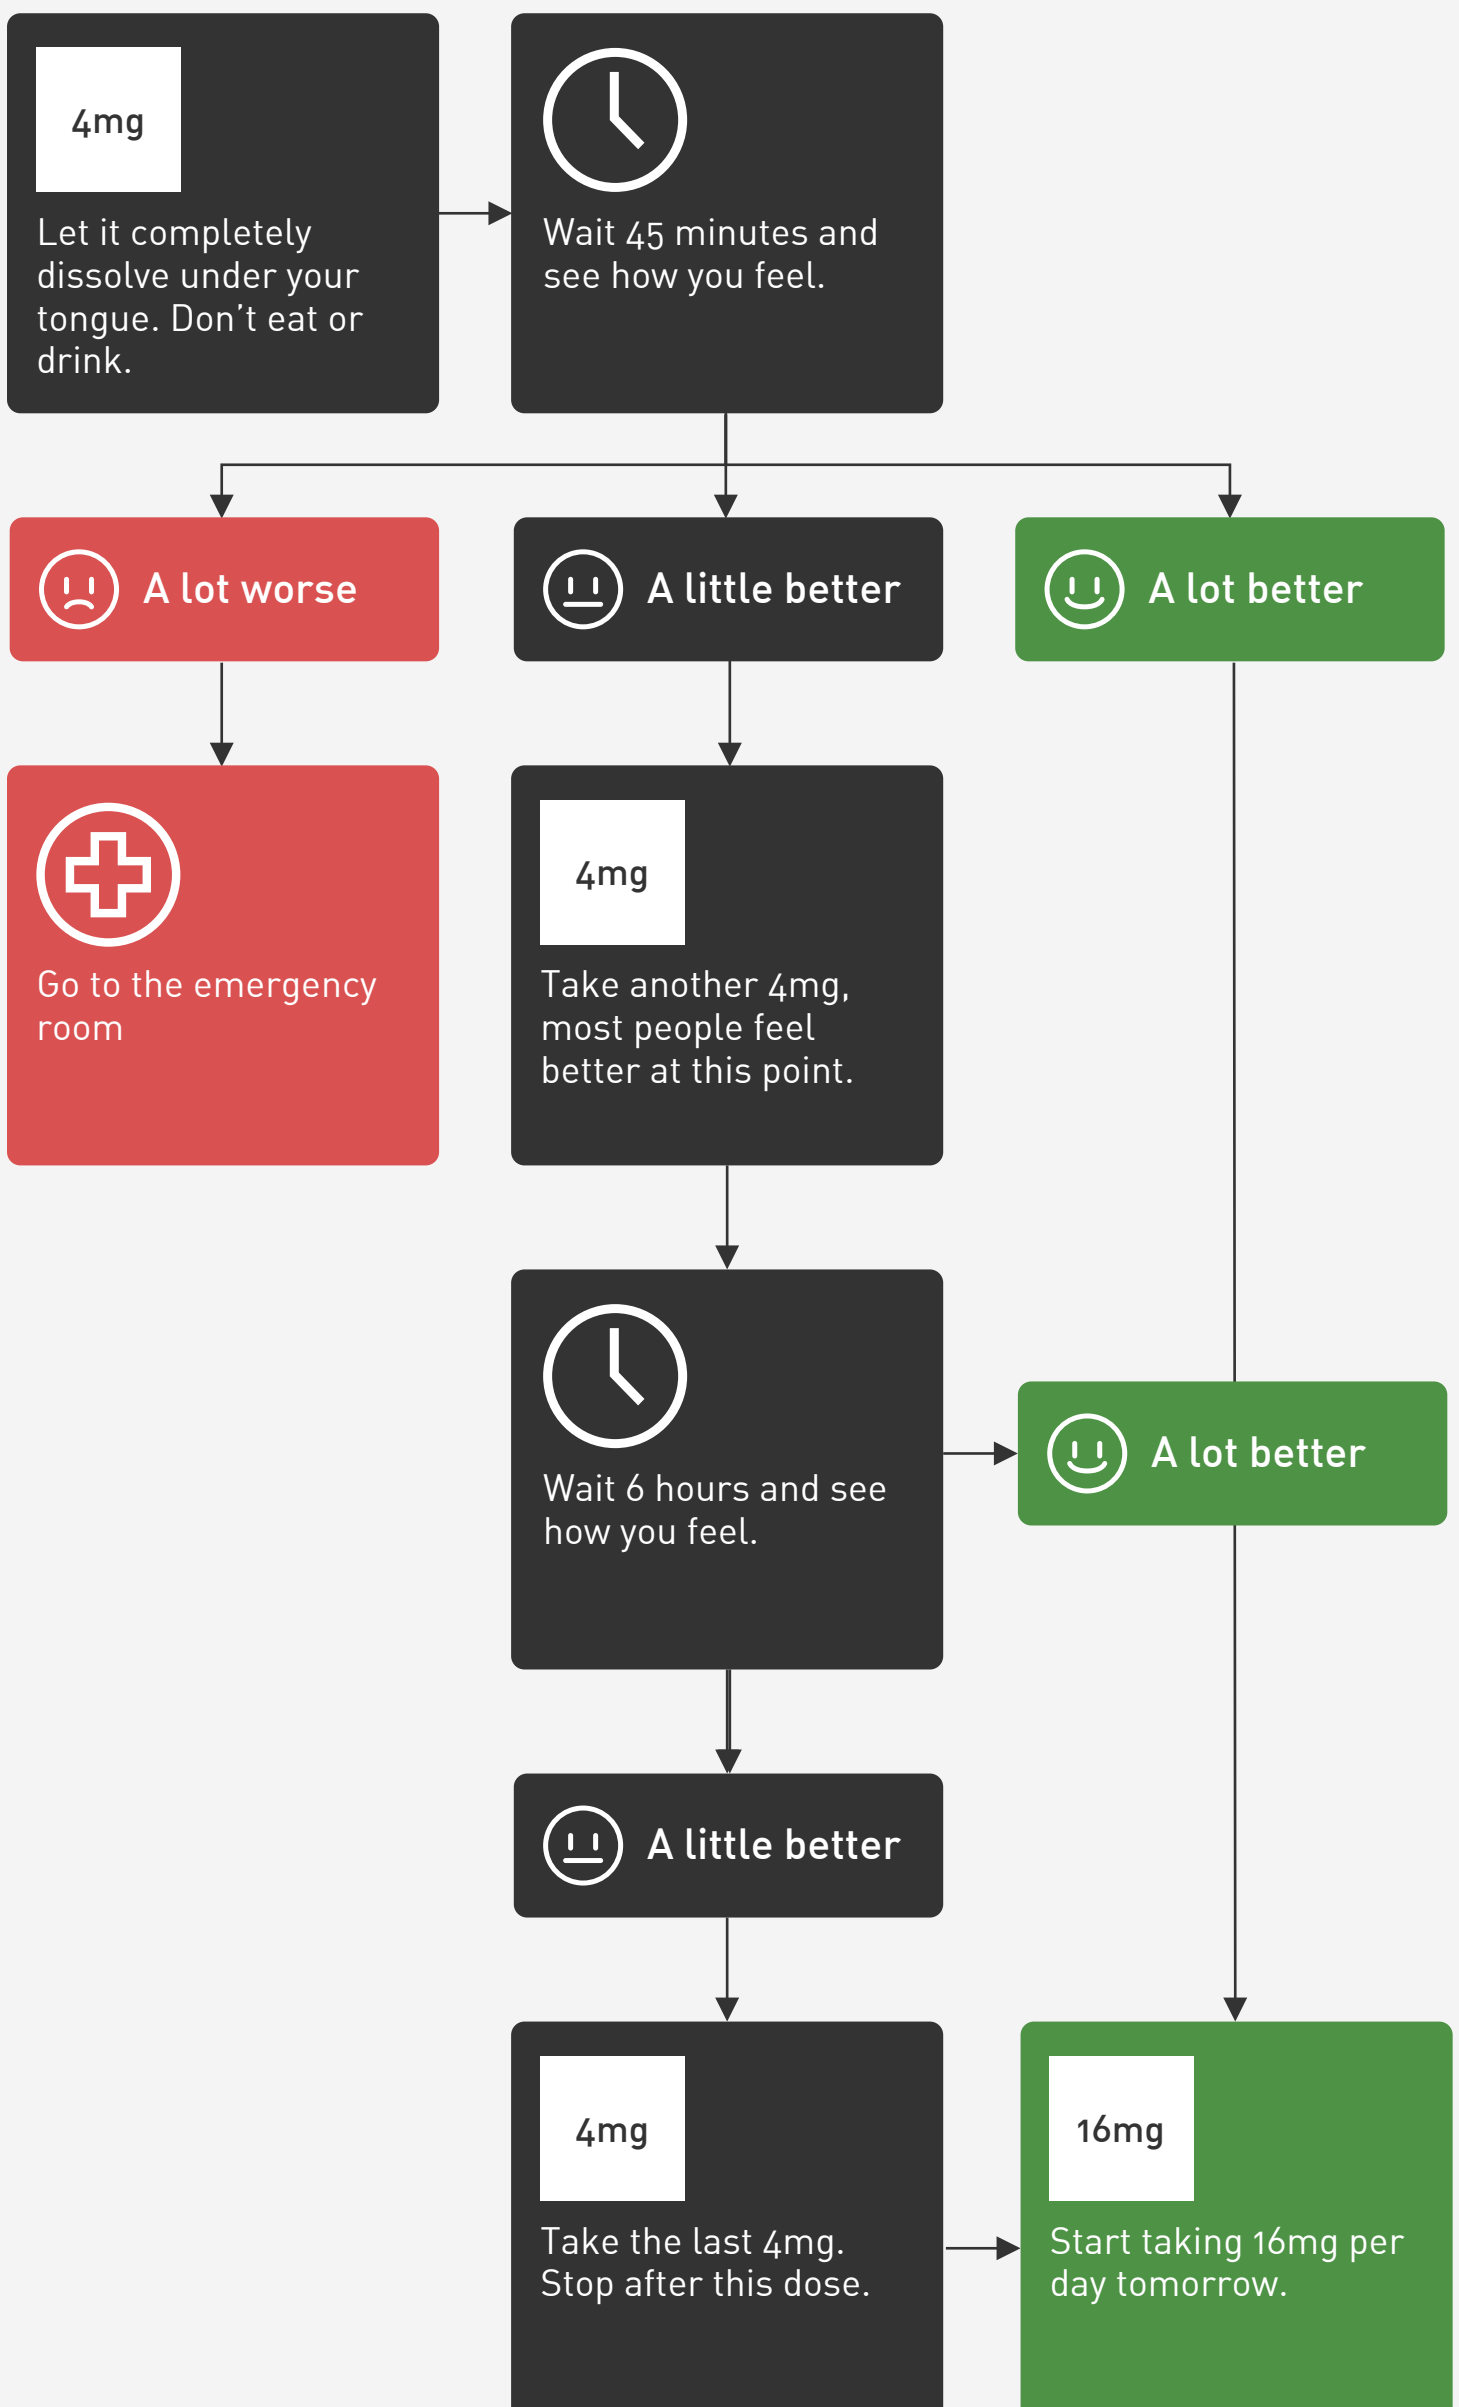 4mg
Let it completely
dissolve under your
tongue. Don't eat or
drink.
Wait 45 minutes and
see how you feel.
A lot worse
A little better
A lot better
Go to the emergency
room
4mg
Take another 4mg,
most people feel
better at this point.
Wait 6 hours and see
how you feel.
A lot better
A little better
4mg
Take the last 4mg.
Stop after this dose.
16mg
Start taking 16mg per
day tomorrow.